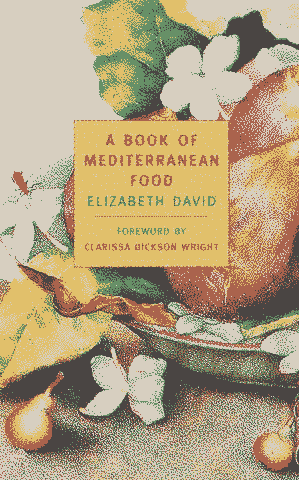 A BOOK OF
MEDITERRANEAN
FOOD
ELIZABETH DAVID
FOREWORD BY
CLARISSA DICKSON WRIGHT